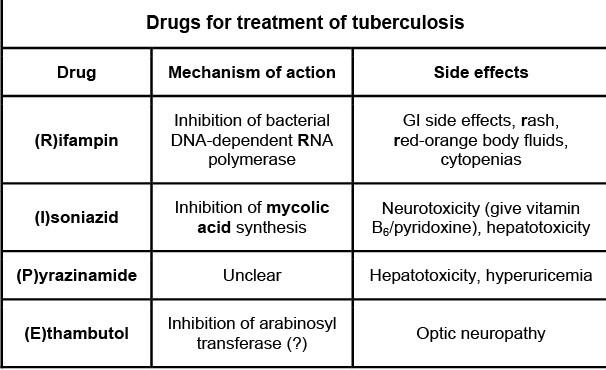 Drugs for treatment of tuberculosis
Drug
Mechanism of action
Side effects
(R)ifampin
Inhibition of bacterial
DNA-dependent RNA
polymerase
GI side effects, rash,
red-orange body fluids,
cytopenias
(I)soniazid
Inhibition of mycolic
acid synthesis
Neurotoxicity (give vitamin
B₆/pyridoxine), hepatotoxicity
(P)yrazinamide
Unclear
Hepatotoxicity, hyperuricemia
(E)thambutol
Inhibition of arabinosyl
transferase (?)
Optic neuropathy